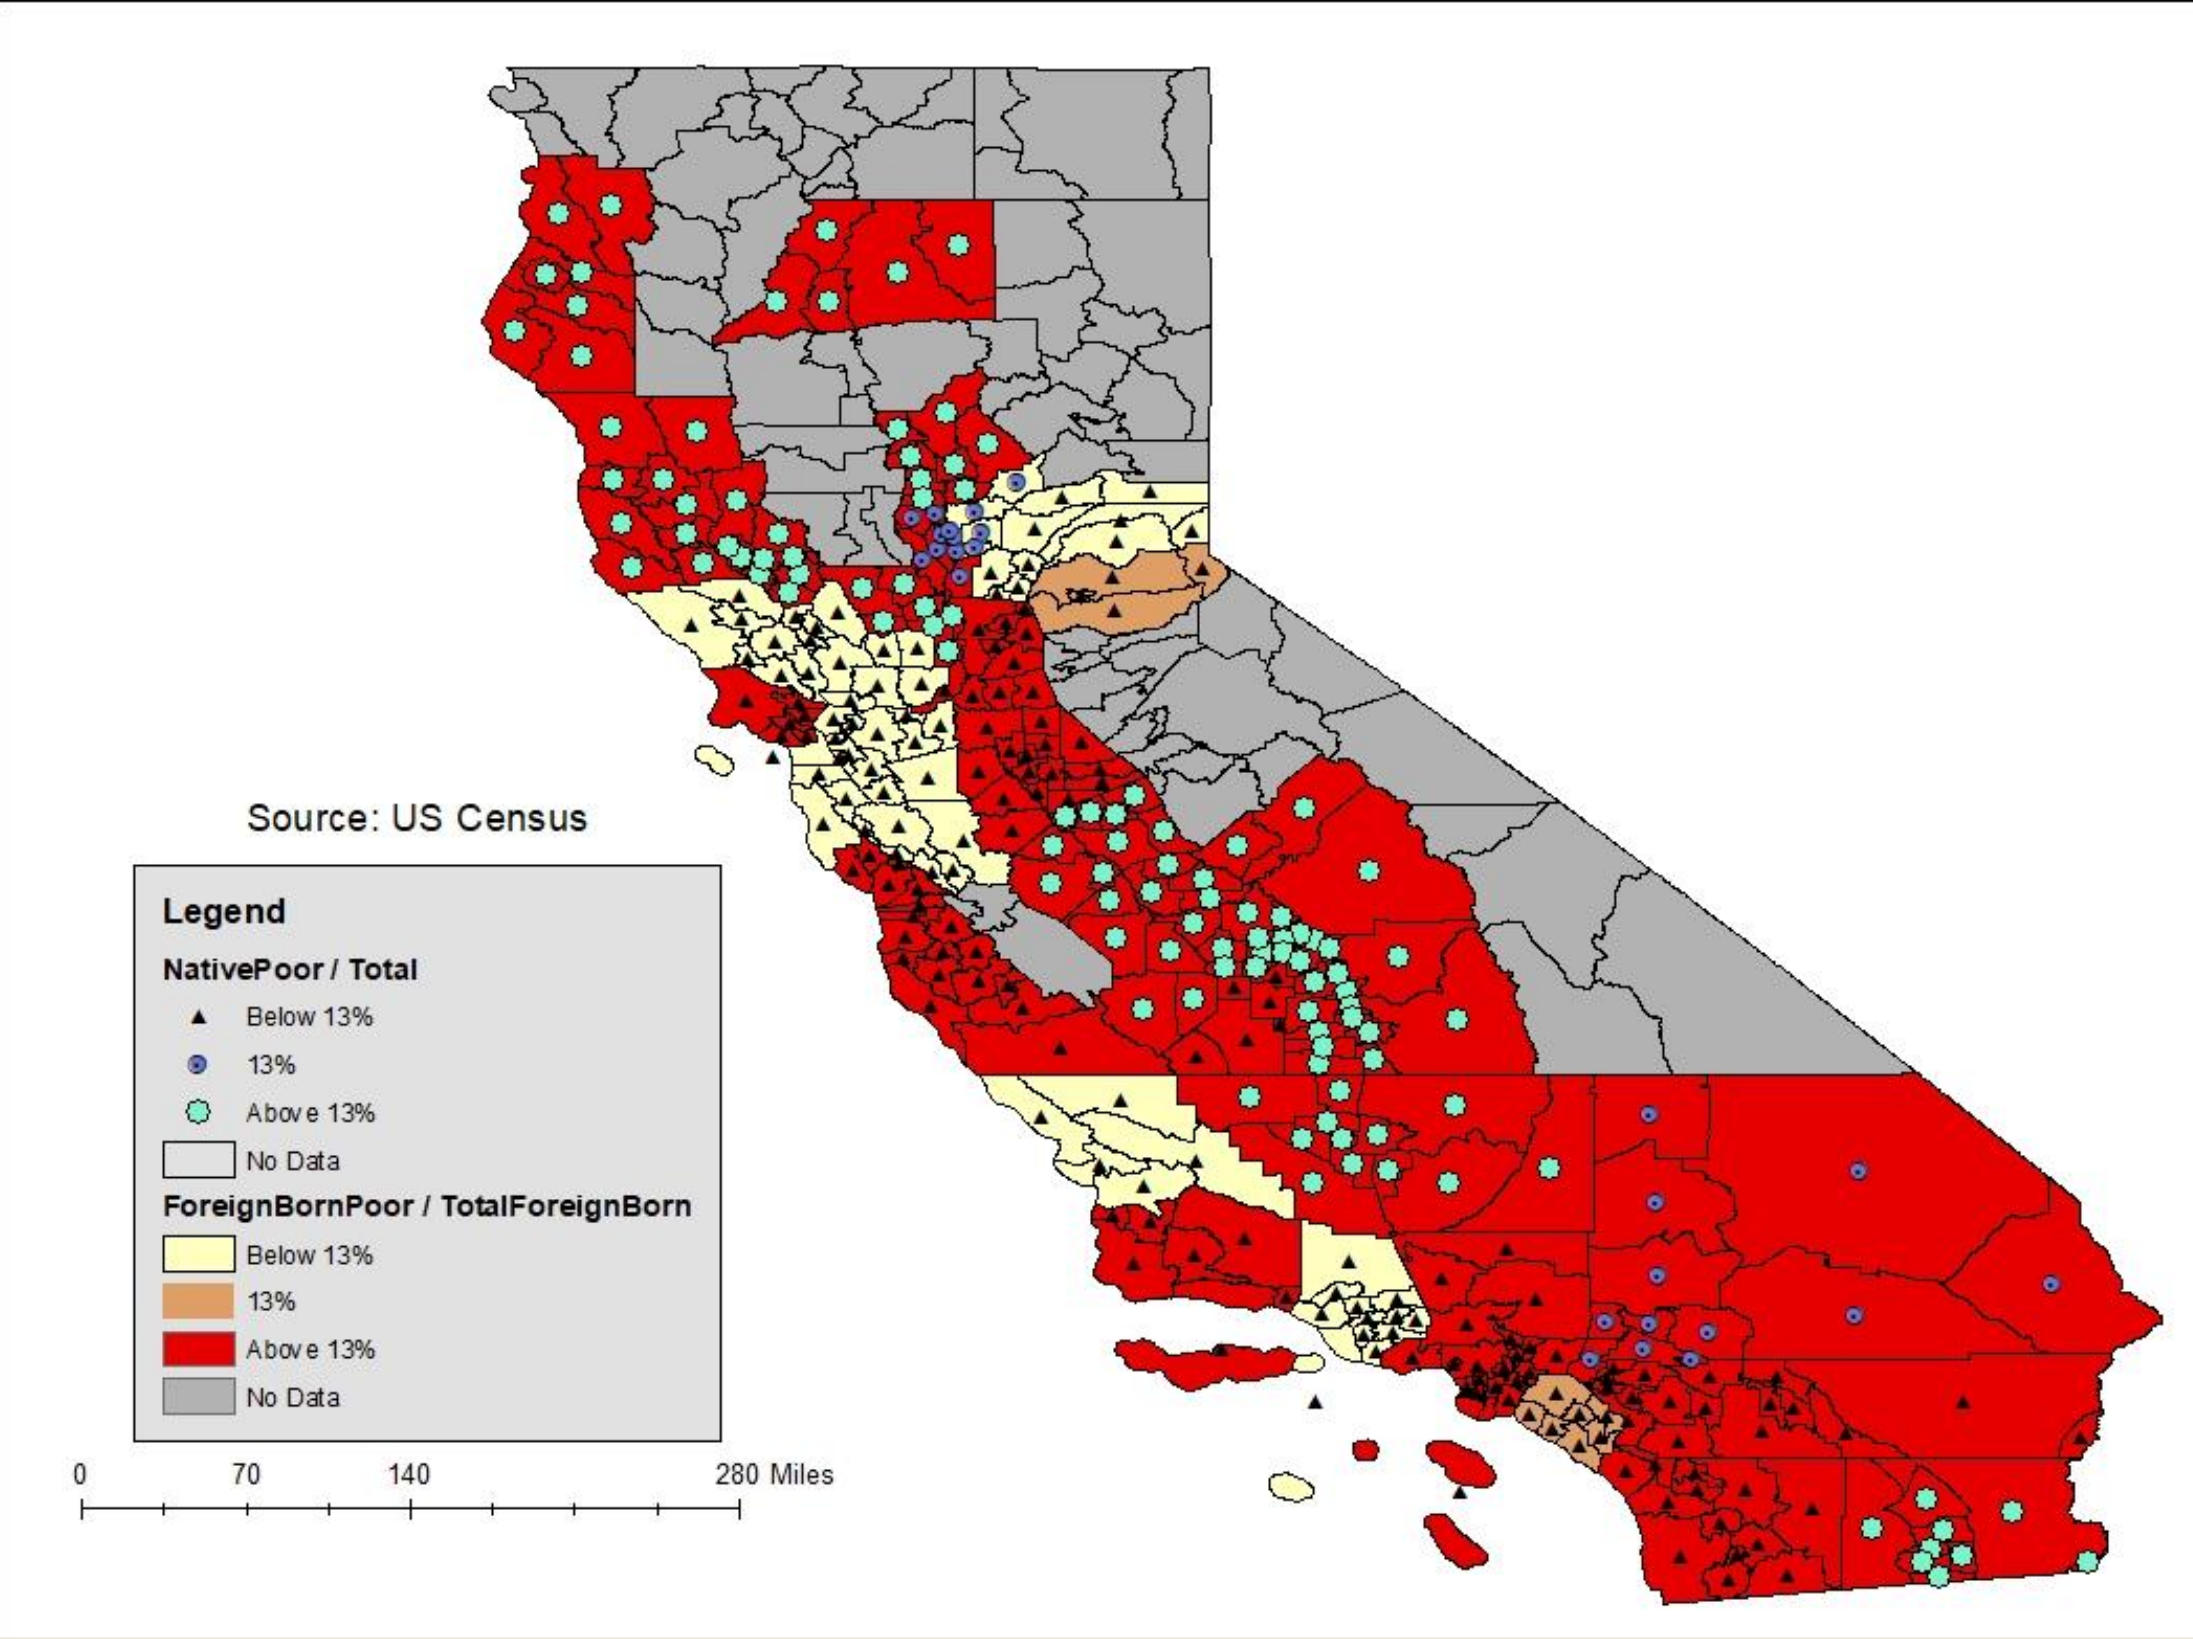 Source: US Census
Legend
NativePoor / Total
Below 13%
13%
Above 13%
No Data
ForeignBornPoor / TotalForeignBorn
Below 13%
13%
Above 13%
No Data
0 70 140 280 Miles